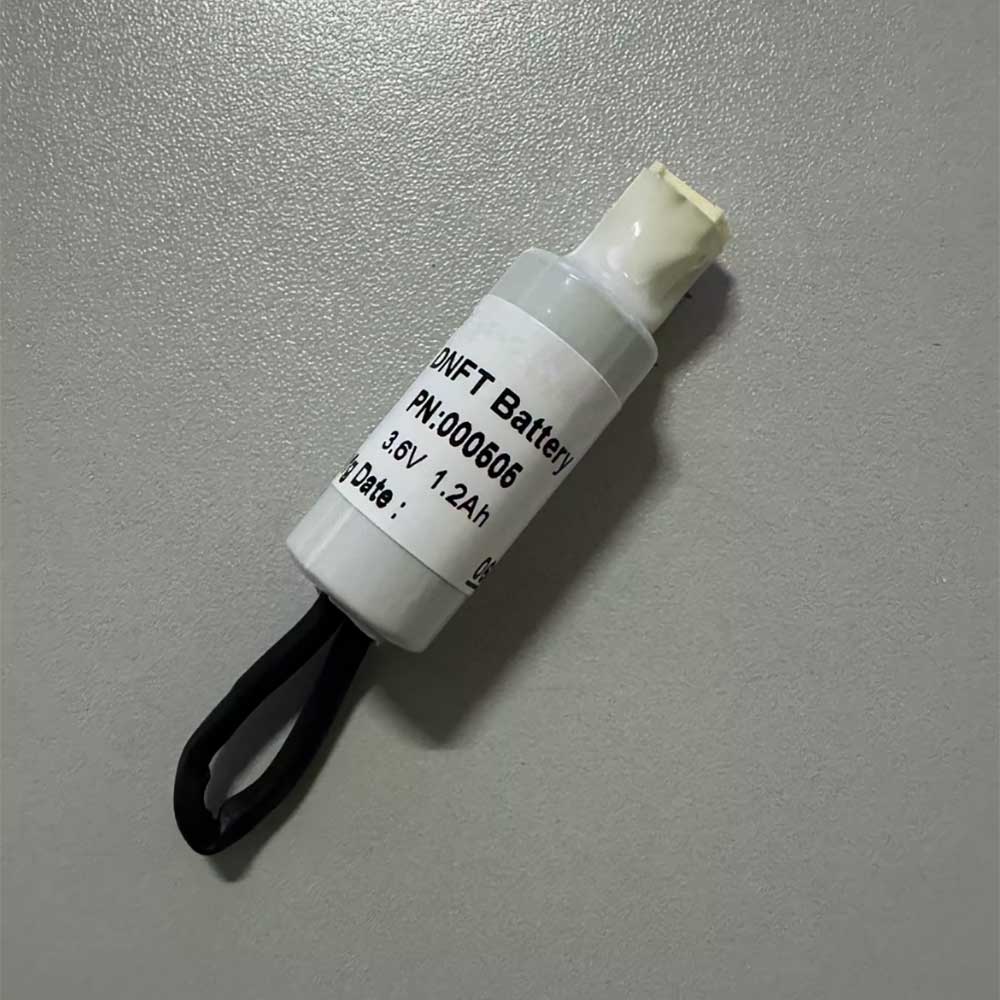 DNFT Battery
PN:000606
3.6V 1.2Ah
g Date :